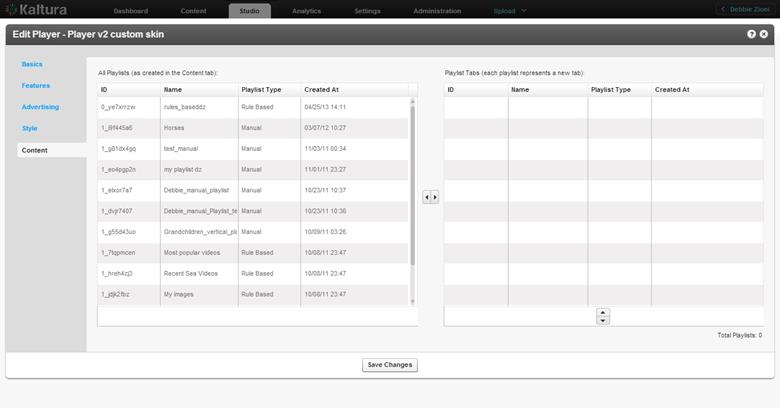 Kaltura Dashboard Content Studio Analytics Settings Administration Upload Debbie Zioni
Edit Player - Player v2 custom skin
Basics
Features
Advertising
Style
Content
All Playlists (as created in the Content tab):
ID Name Playlist Type Created At
0_ye7xrrzw rules_baseddz Rule Based 04/25/13 14:11
1_i8f445a6 Horses Manual 03/07/12 10:27
1_g81dx4gq test_manual Manual 11/03/11 00:34
1_eo4pgp2n my playlist dz Manual 11/01/11 23:27
1_elxor7a7 Debbie_manual_playlist Manual 10/23/11 10:37
1_dvjr7407 Debbie_manual_Playlist_te Manual 10/23/11 10:36
1_g55d43uo Grandchildren_vertical_plc Manual 10/09/11 03:26
1_7tqpmcen Most popular videos Rule Based 10/08/11 23:47
1_hreh4zj3 Recent Sea Videos Rule Based 10/08/11 23:47
1_jdjk2fbz My images Rule Based 10/08/11 23:47
Playlist Tabs (each playlist represents a new tab):
ID Name Playlist Type Created At
Total Playlists: 0
Save Changes